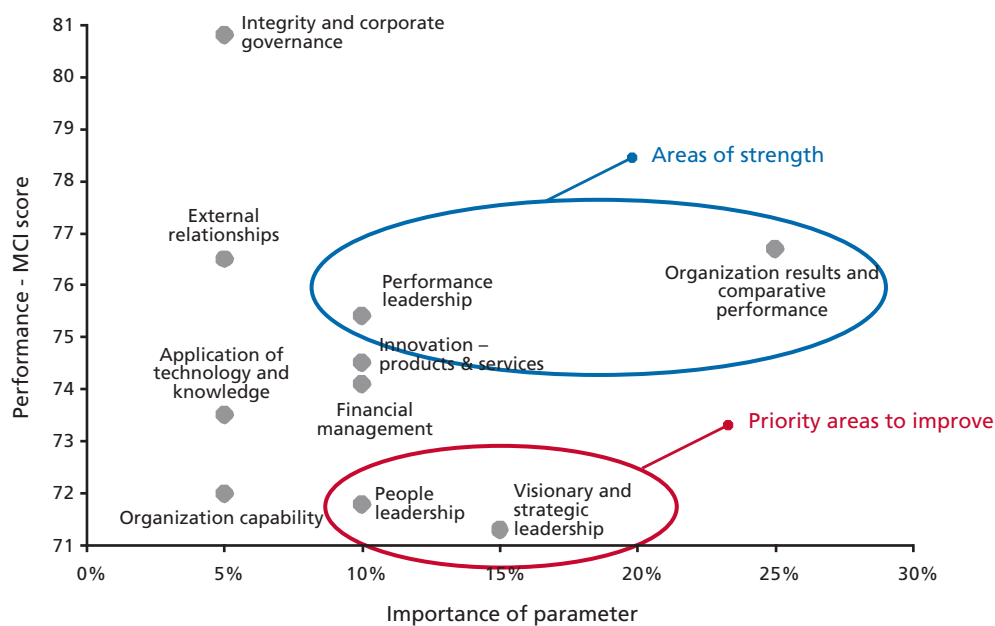 Integrity and corporate
governance
81
80
79
78
77
76
75
74
73
72
71
Performance - MCI score
Areas of strength
External
relationships
Organization results and
comparative
performance
Performance
leadership
Innovation –
products & services
Application of
technology and
knowledge
Financial
management
Priority areas to improve
People
leadership
Visionary and
strategic
leadership
Organization capability
0%
5%
10%
15%
20%
25%
30%
Importance of parameter